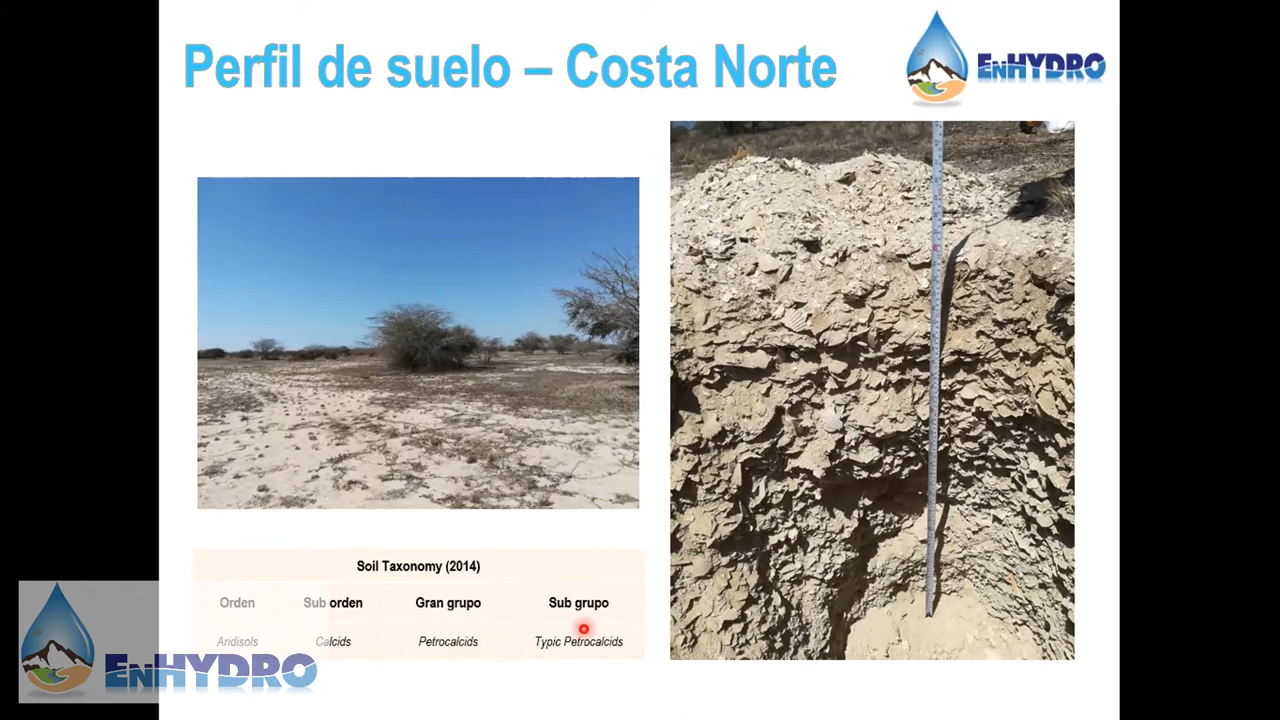 Perfil de suelo – Costa Norte
ENHYDRO
Soil Taxonomy (2014)
Orden Sub orden Gran grupo Sub grupo
Aridisols Calcids Petrocalcids Typic Petrocalcids
ENHYDRO